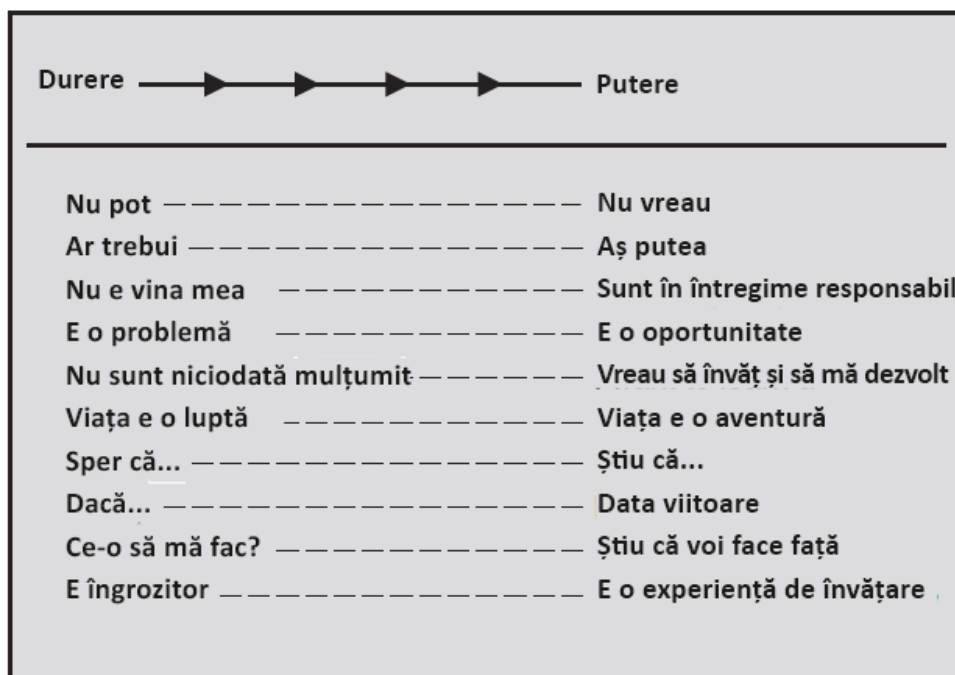 Durere Putere
Nu pot Nu vreau
Ar trebui Aș putea
Nu e vina mea Sunt în întregime responsabil
E o problemă E o oportunitate
Nu sunt niciodată mulțumit Vreau să învăț și să mă dezvolt
Viața e o luptă Viața e o aventură
Sper că... Știu că...
Dacă... Data viitoare
Ce-o să mă fac? Știu că voi face față
E îngrozitor E o experiență de învățare